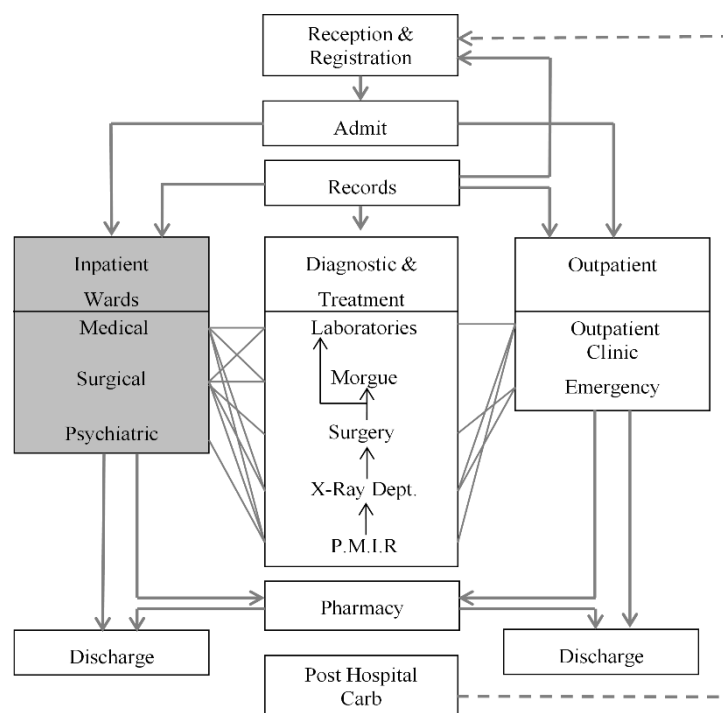 Reception &
Registration
Admit
Records
Inpatient
Wards
Medical
Surgical
Psychiatric
Diagnostic &
Treatment
Laboratories
Morgue
Surgery
X-Ray Dept.
P.M.I.R
Outpatient
Outpatient
Clinic
Emergency
Pharmacy
Discharge
Discharge
Post Hospital
Carb